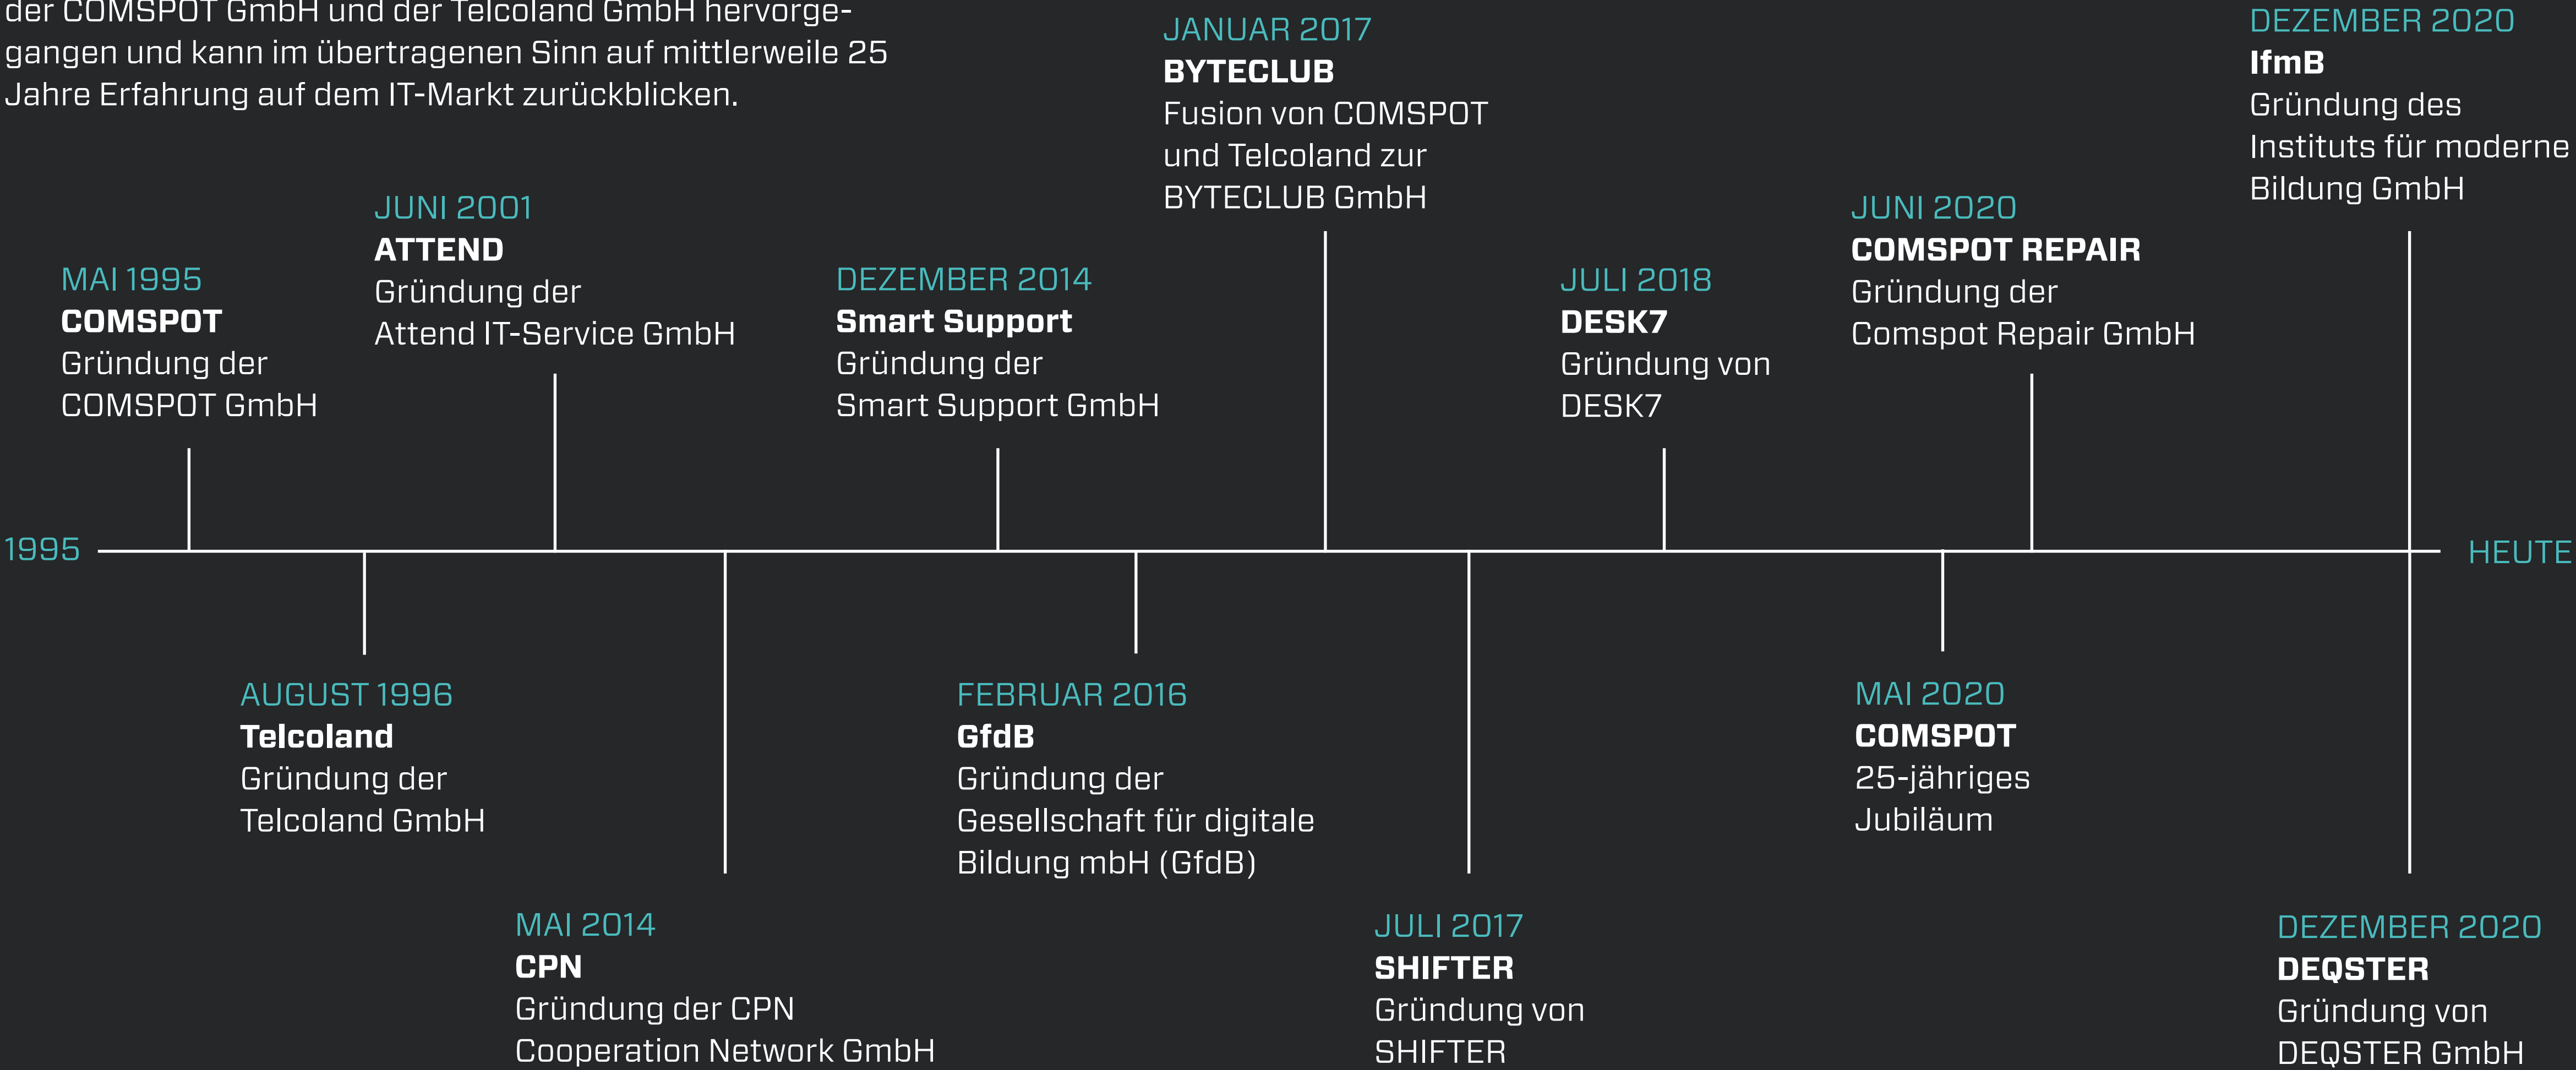 der COMSPOT GmbH und der Telcoland GmbH hervorge-
gangen und kann im übertragenen Sinn auf mittlerweile 25
Jahre Erfahrung auf dem IT-Markt zurückblicken.
MAI 1995
COMSPOT
Gründung der
COMSPOT GmbH
JUNI 2001
ATTEND
Gründung der
Attend IT-Service GmbH
DEZEMBER 2014
Smart Support
Gründung der
Smart Support GmbH
JANUAR 2017
BYTECLUB
Fusion von COMSPOT
und Telcoland zur
BYTECLUB GmbH
JULI 2018
DESK7
Gründung von
DESK7
JUNI 2020
COMSPOT REPAIR
Gründung der
Comspot Repair GmbH
DEZEMBER 2020
IfmB
Gründung des
Instituts für moderne
Bildung GmbH
1995
HEUTE
AUGUST 1996
Telcoland
Gründung der
Telcoland GmbH
MAI 2014
CPN
Gründung der CPN
Cooperation Network GmbH
FEBRUAR 2016
GfdB
Gründung der
Gesellschaft für digitale
Bildung mbH (GfdB)
JULI 2017
SHIFTER
Gründung von
SHIFTER
MAI 2020
COMSPOT
25-jähriges
Jubiläum
DEZEMBER 2020
DEQSTER
Gründung von
DEQSTER GmbH